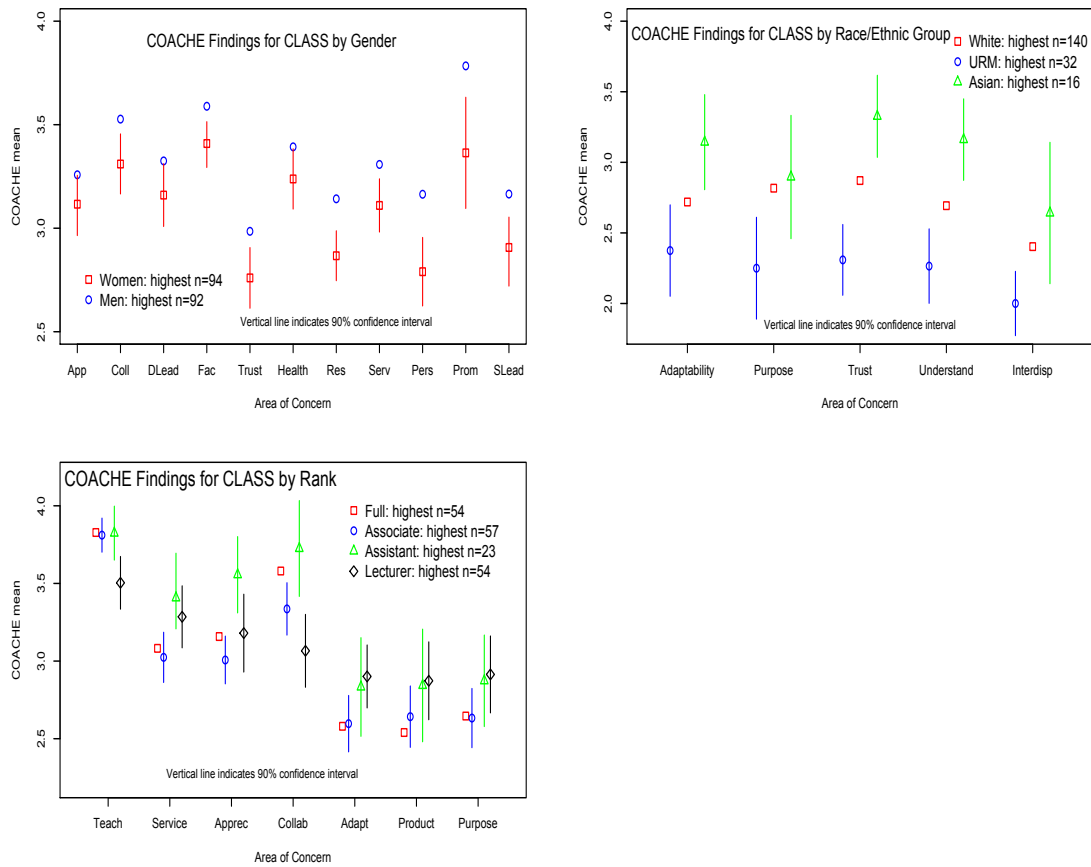 COACHE Findings for CLASS by Gender
COACHE mean
4.0
3.5
3.0
2.5
Women: highest n=94
Men: highest n=92
Vertical line indicates 90% confidence interval
App Coll DLead Fac Trust Health Res Serv Pers Prom SLead
Area of Concern
COACHE Findings for CLASS by Race/Ethnic Group
White: highest n=140
URM: highest n=32
Asian: highest n=16
COACHE mean
4.0
3.5
3.0
2.5
2.0
Vertical line indicates 90% confidence interval
Adaptability Purpose Trust Understand Interdisp
Area of Concern
COACHE Findings for CLASS by Rank
Full: highest n=54
Associate: highest n=57
Assistant: highest n=23
Lecturer: highest n=54
COACHE mean
4.0
3.5
3.0
2.5
Vertical line indicates 90% confidence interval
Teach Service Apprec Collab Adapt Product Purpose
Area of Concern